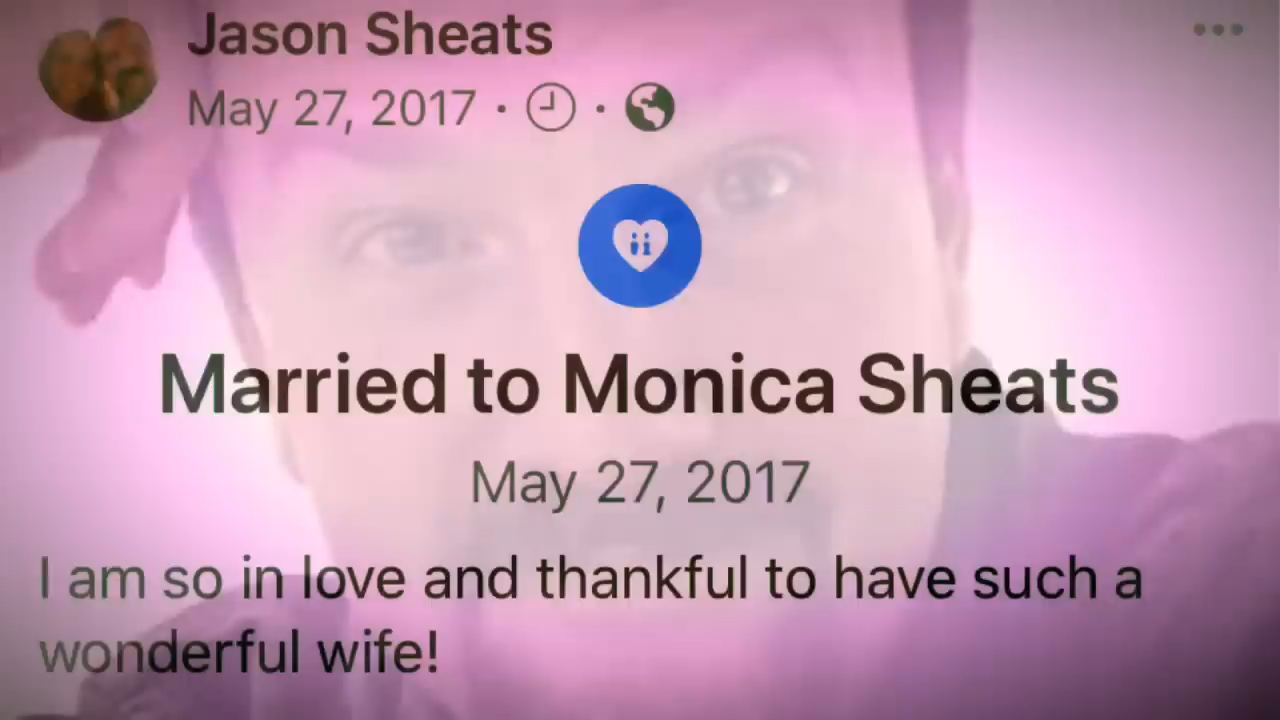 Jason Sheats
May 27, 2017 · ·
Married to Monica Sheats
May 27, 2017
I am so in love and thankful to have such a
wonderful wife!